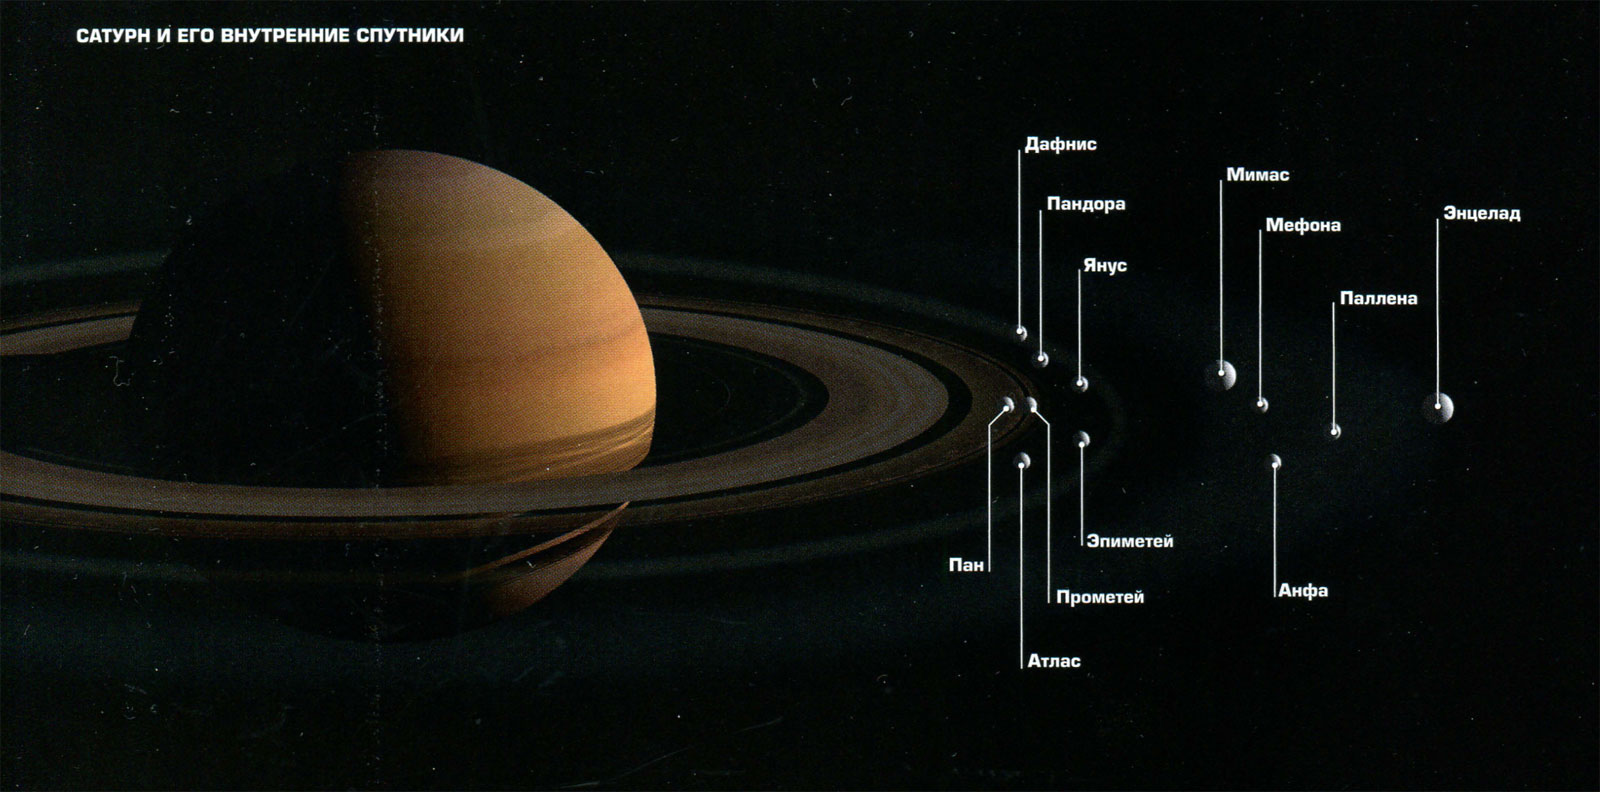 САТУРН И ЕГО ВНУТРЕННИЕ СПУТНИКИ
Дафнис
Мимас
Пандора
Энцелад
Мефона
Янус
Паллена
Эпиметей
Пан
Анфа
Прометей
Атлас